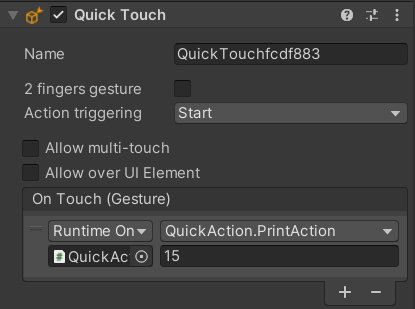 Quick Touch
Name QuickTouchfcdf883
2 fingers gesture
Action triggering Start
Allow multi-touch
Allow over UI Element
On Touch (Gesture)
Runtime On QuickAction.PrintAction
QuickAc 15